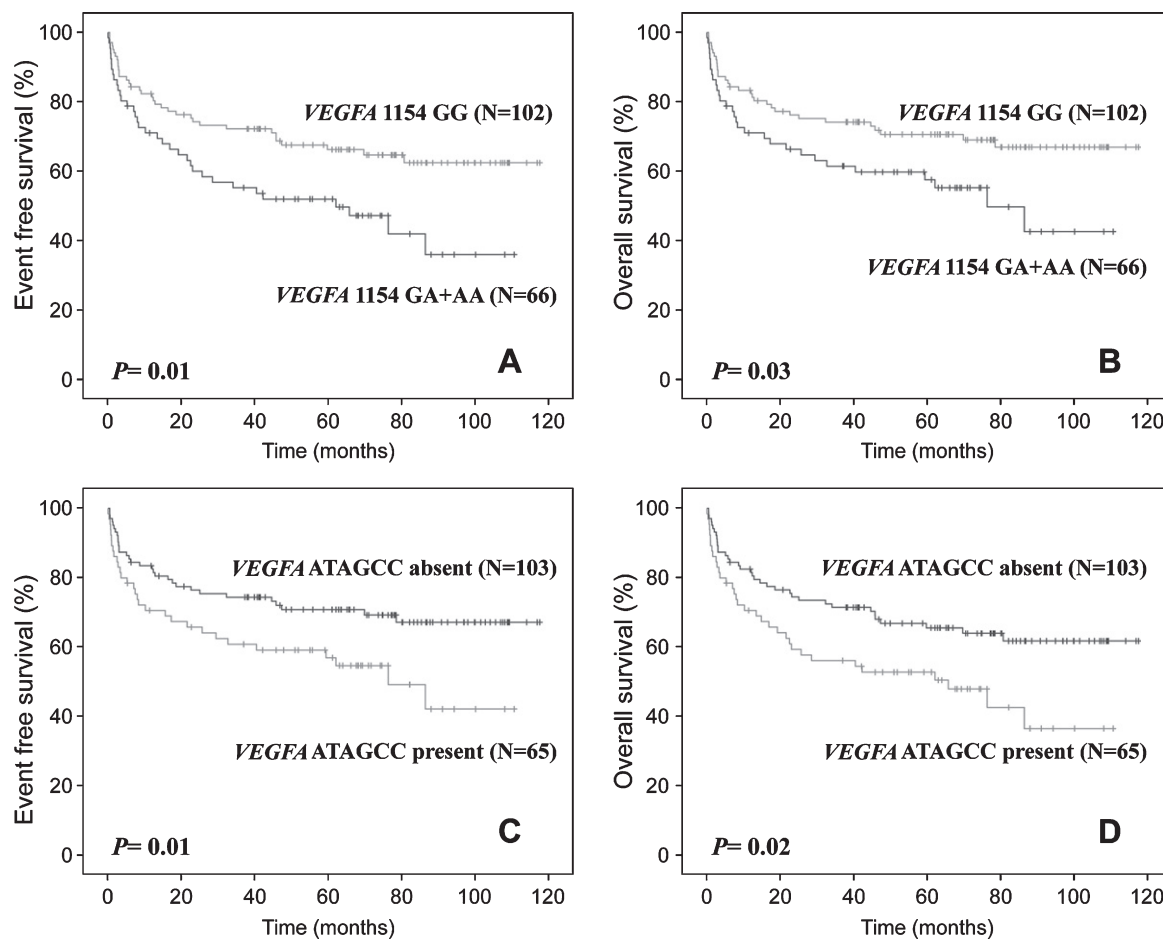 100
80
60
40
20
0
Event free survival (%)
VEGFA 1154 GG (N=102)
VEGFA 1154 GA+AA (N=66)
P= 0.01
A
0 20 40 60 80 100 120
Time (months)
100
80
60
40
20
0
Overall survival (%)
VEGFA 1154 GG (N=102)
VEGFA 1154 GA+AA (N=66)
P= 0.03
B
0 20 40 60 80 100 120
Time (months)
100
80
60
40
20
0
Event free survival (%)
VEGFA ATAGCC absent (N=103)
VEGFA ATAGCC present (N=65)
P= 0.01
C
0 20 40 60 80 100 120
Time (months)
100
80
60
40
20
0
Overall survival (%)
VEGFA ATAGCC absent (N=103)
VEGFA ATAGCC present (N=65)
P= 0.02
D
0 20 40 60 80 100 120
Time (months)